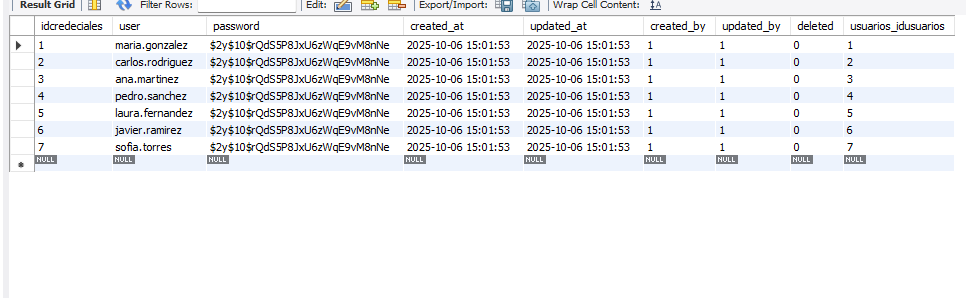 Result Grid Filter Rows: Edit: Export/Import: Wrap Cell Content: IA
idcredeciales user password created_at updated_at created_by updated_by deleted usuarios_idusuarios
1 maria.gonzalez $2y$10$rQdS5P8JxU6zWqE9vM8nNe 2025-10-06 15:01:53 2025-10-06 15:01:53 1 1 0 1
2 carlos.rodriguez $2y$10$rQdS5P8JxU6zWqE9vM8nNe 2025-10-06 15:01:53 2025-10-06 15:01:53 1 1 0 2
3 ana.martinez $2y$10$rQdS5P8JxU6zWqE9vM8nNe 2025-10-06 15:01:53 2025-10-06 15:01:53 1 1 0 3
4 pedro.sanchez $2y$10$rQdS5P8JxU6zWqE9vM8nNe 2025-10-06 15:01:53 2025-10-06 15:01:53 1 1 0 4
5 laura.fernandez $2y$10$rQdS5P8JxU6zWqE9vM8nNe 2025-10-06 15:01:53 2025-10-06 15:01:53 1 1 0 5
6 javier.ramirez $2y$10$rQdS5P8JxU6zWqE9vM8nNe 2025-10-06 15:01:53 2025-10-06 15:01:53 1 1 0 6
7 sofia.torres $2y$10$rQdS5P8JxU6zWqE9vM8nNe 2025-10-06 15:01:53 2025-10-06 15:01:53 1 1 0 7
NULL NULL NULL NULL NULL NULL NULL NULL NULL